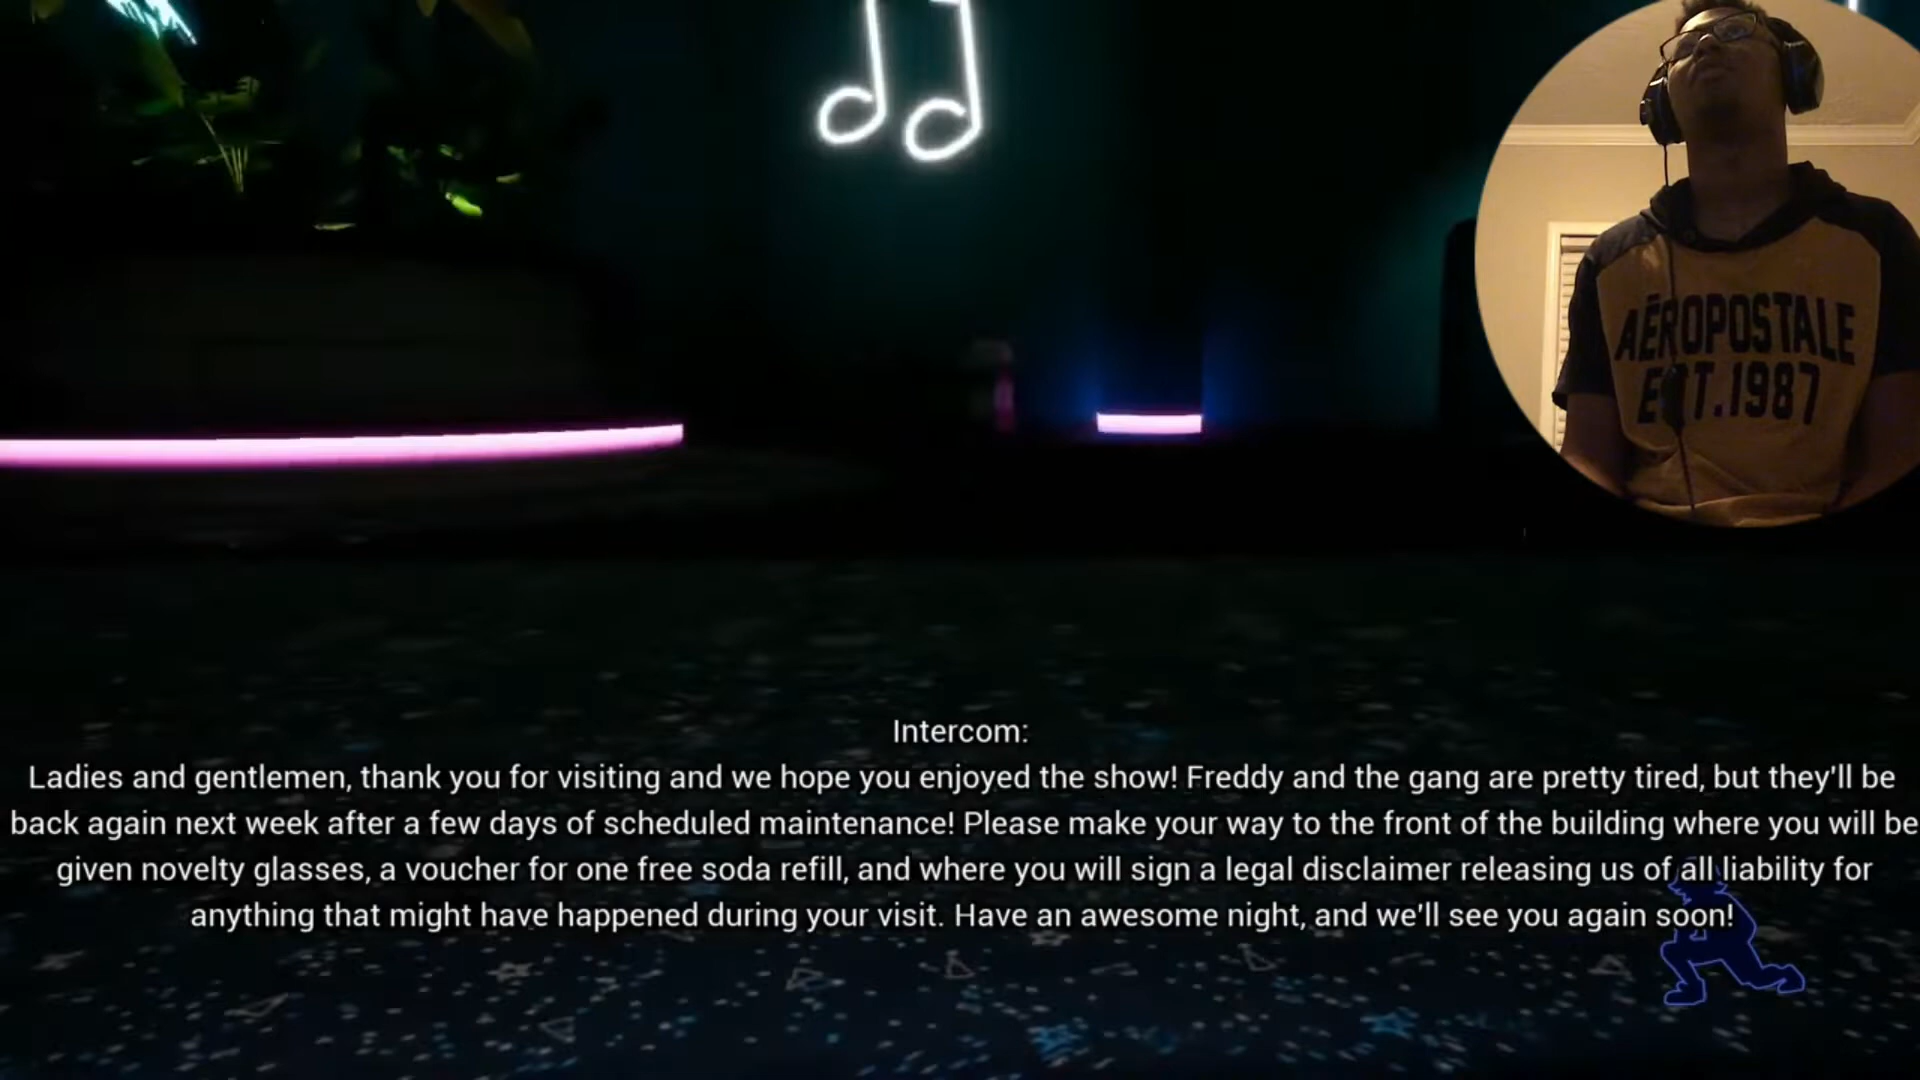 AÉROPOSTALE
EST.1987
Intercom:
Ladies and gentlemen, thank you for visiting and we hope you enjoyed the show! Freddy and the gang are pretty tired, but they'll be
back again next week after a few days of scheduled maintenance! Please make your way to the front of the building where you will be
given novelty glasses, a voucher for one free soda refill, and where you will sign a legal disclaimer releasing us of all liability for
anything that might have happened during your visit. Have an awesome night, and we'll see you again soon!